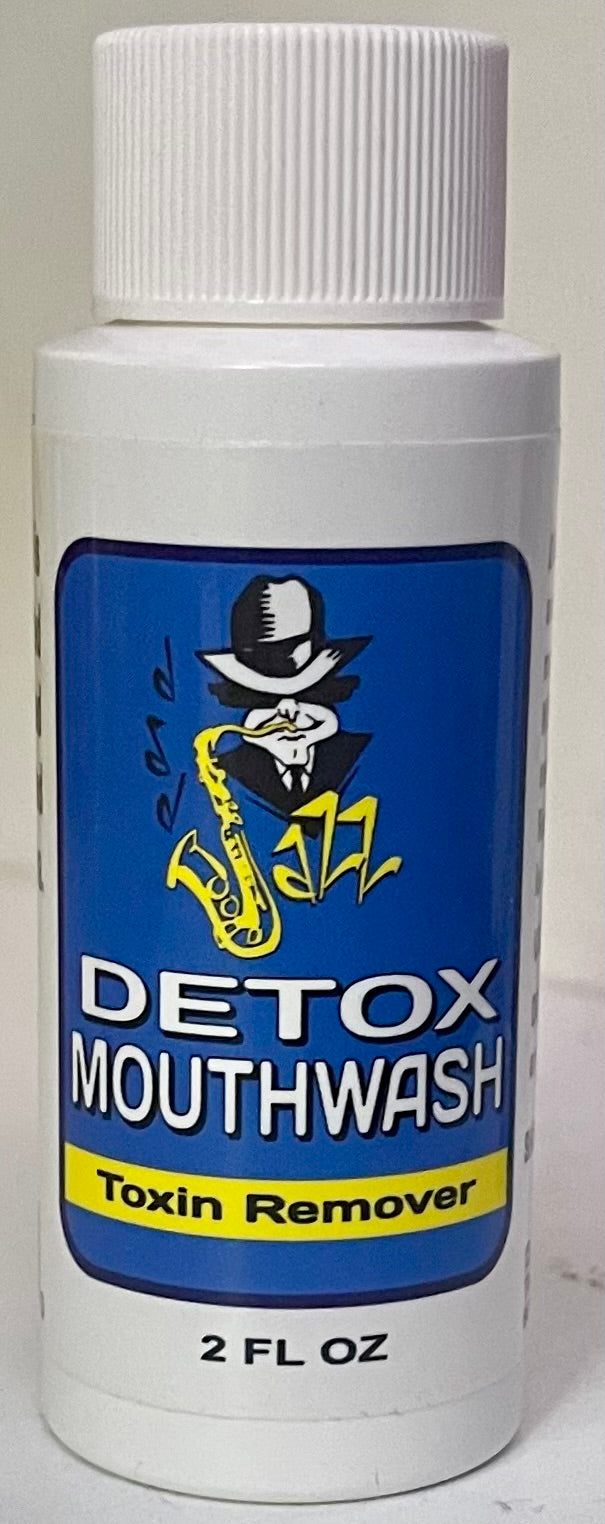 Jazz
DETOX
MOUTHWASH
Toxin Remover
2 FL OZ